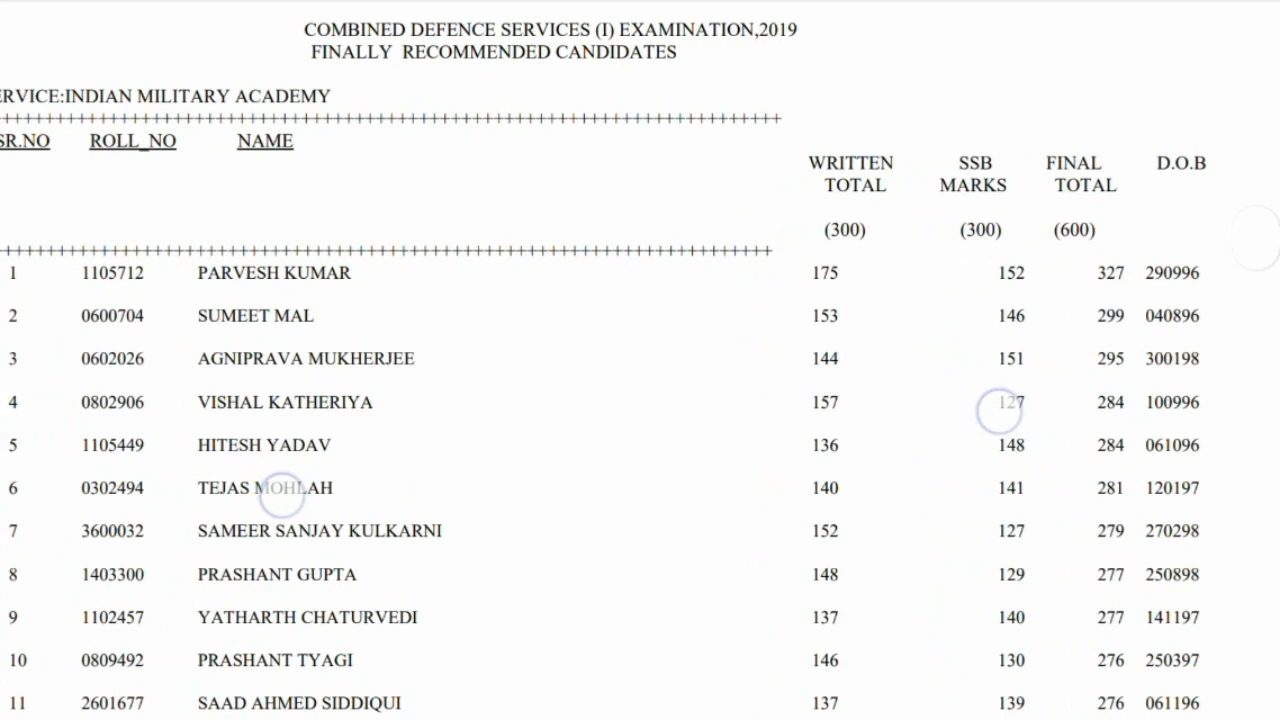 COMBINED DEFENCE SERVICES (I) EXAMINATION,2019
FINALLY RECOMMENDED CANDIDATES
ERVICE:INDIAN MILITARY ACADEMY
SR.NO ROLL_NO NAME
WRITTEN SSB FINAL D.O.B
TOTAL MARKS TOTAL
(300) (300) (600)
1 1105712 PARVESH KUMAR 175 152 327 290996
2 0600704 SUMEET MAL 153 146 299 040896
3 0602026 AGNIPRAVA MUKHERJEE 144 151 295 300198
4 0802906 VISHAL KATHERIYA 157 127 284 100996
5 1105449 HITESH YADAV 136 148 284 061096
6 0302494 TEJAS MOHLAH 140 141 281 120197
7 3600032 SAMEER SANJAY KULKARNI 152 127 279 270298
8 1403300 PRASHANT GUPTA 148 129 277 250898
9 1102457 YATHARTH CHATURVEDI 137 140 277 141197
10 0809492 PRASHANT TYAGI 146 130 276 250397
11 2601677 SAAD AHMED SIDDIQUI 137 139 276 061196